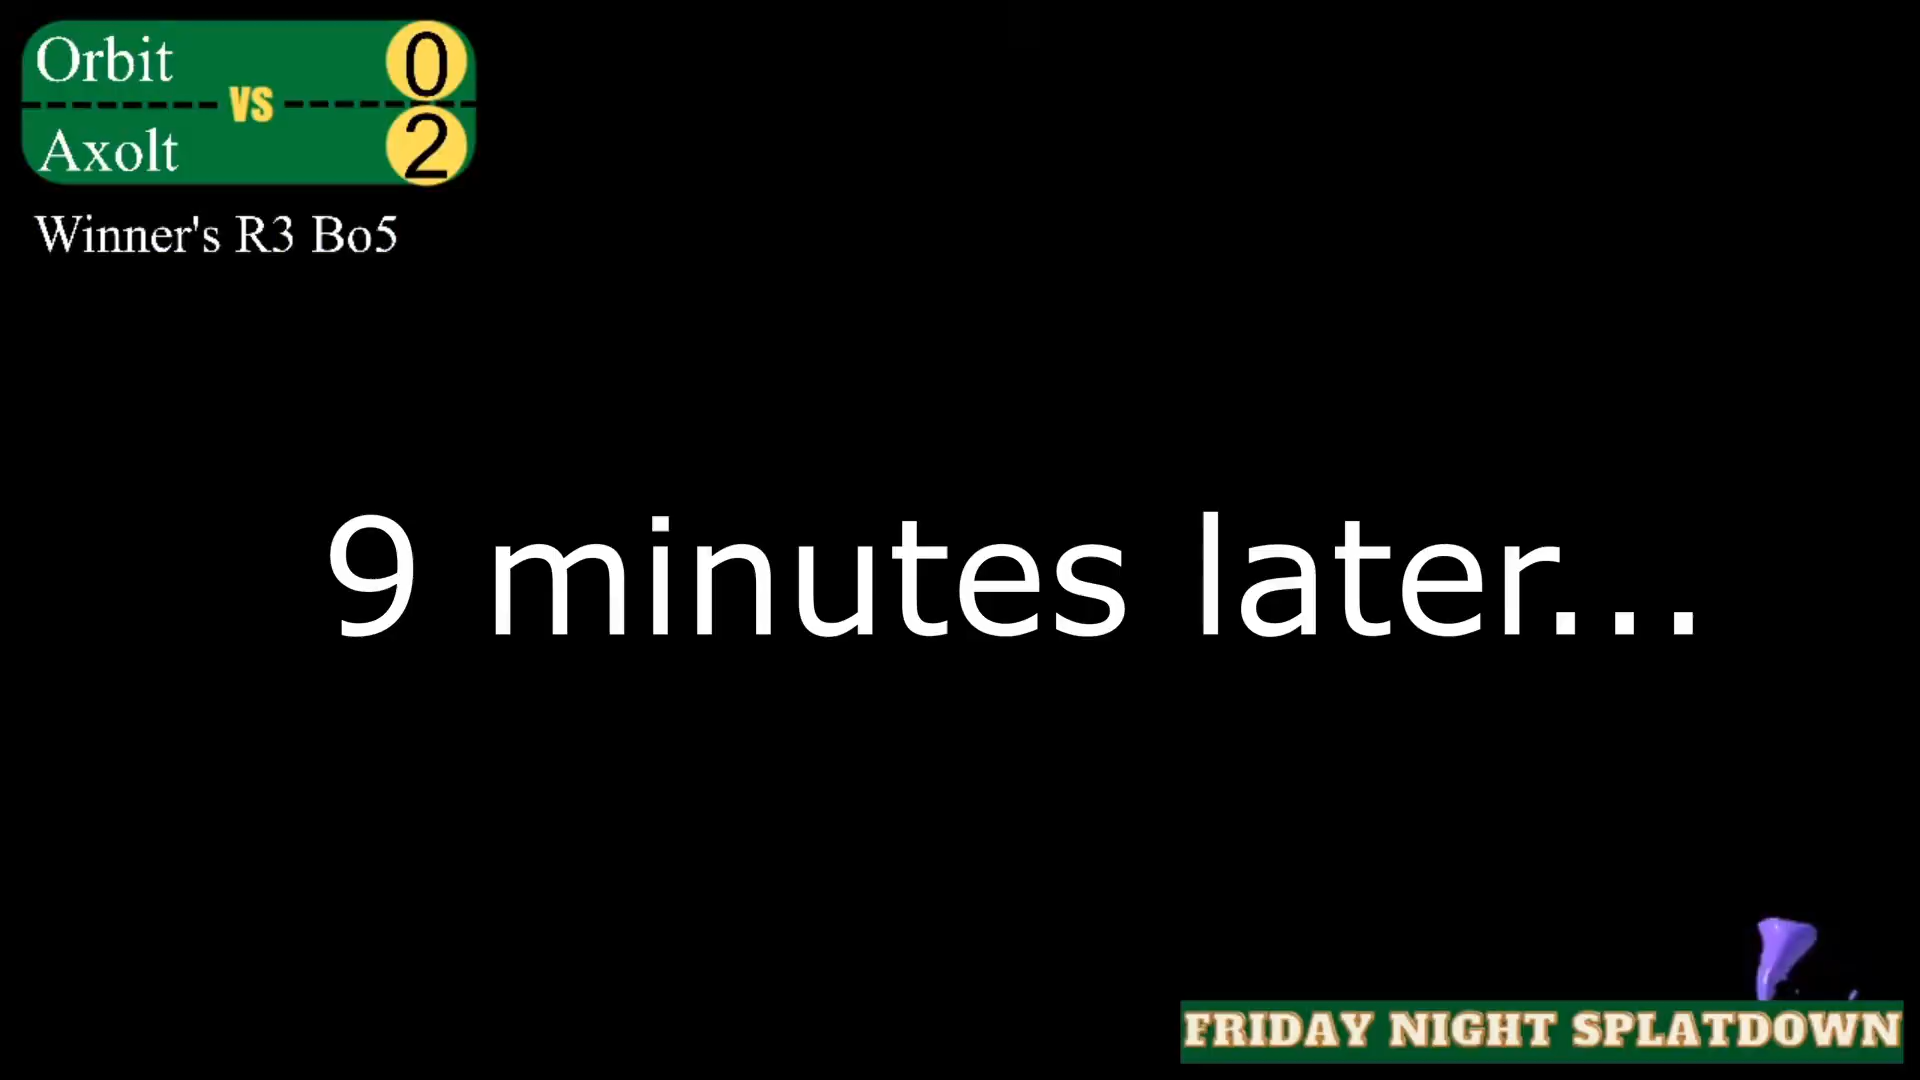 Orbit 0
vs
Axolt 2
Winner's R3 Bo5
9 minutes later...
FRIDAY NIGHT SPLATDOWN